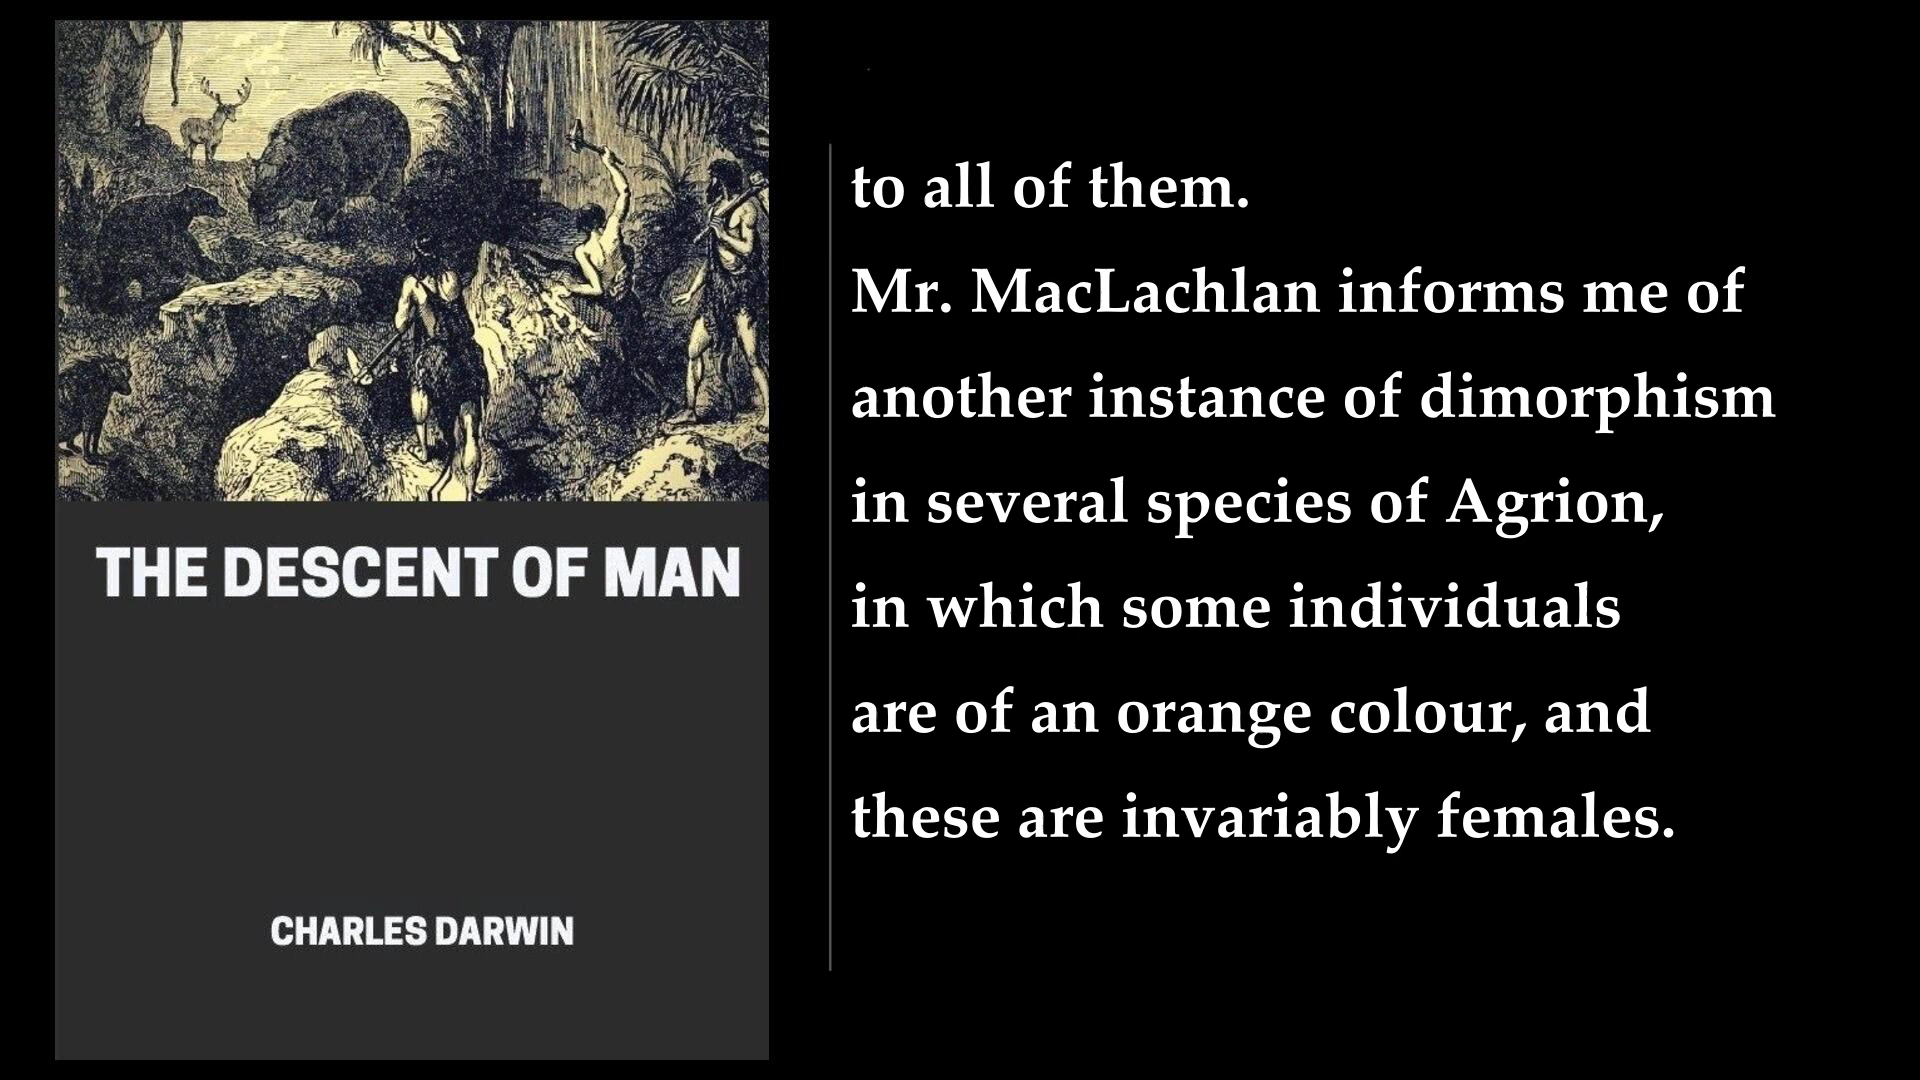 THE DESCENT OF MAN
CHARLES DARWIN
to all of them.
Mr. MacLachlan informs me of
another instance of dimorphism
in several species of Agrion,
in which some individuals
are of an orange colour, and
these are invariably females.